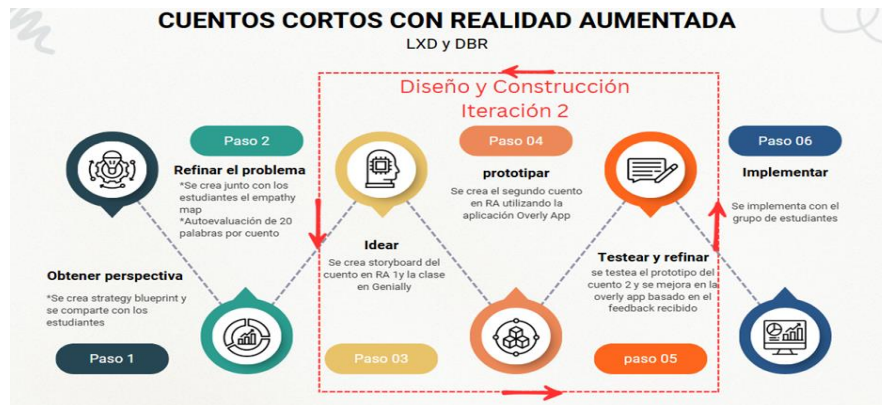 CUENTOS CORTOS CON REALIDAD AUMENTADA
LXD y DBR
Diseño y Construcción
Iteración 2
Obtener perspectiva
*Se crea strategy blueprint y
se comparte con los
estudiantes
Paso 1
Paso 2
Refinar el problema
*Se crea junto con los
estudiantes el empathy
map
*Autoevaluación de 20
palabras por cuento
Idear
Se crea storyboard del
cuento en RA 1y la clase
en Genially
Paso 03
Paso 04
prototipar
Se crea el segundo cuento
en RA utilizando la
aplicación Overly App
Testear y refinar
se testea el prototipo del
cuento 2 y se mejora en la
overly app basado en el
feedback recibido
paso 05
Paso 06
Implementar
Se implementa con el
grupo de estudiantes